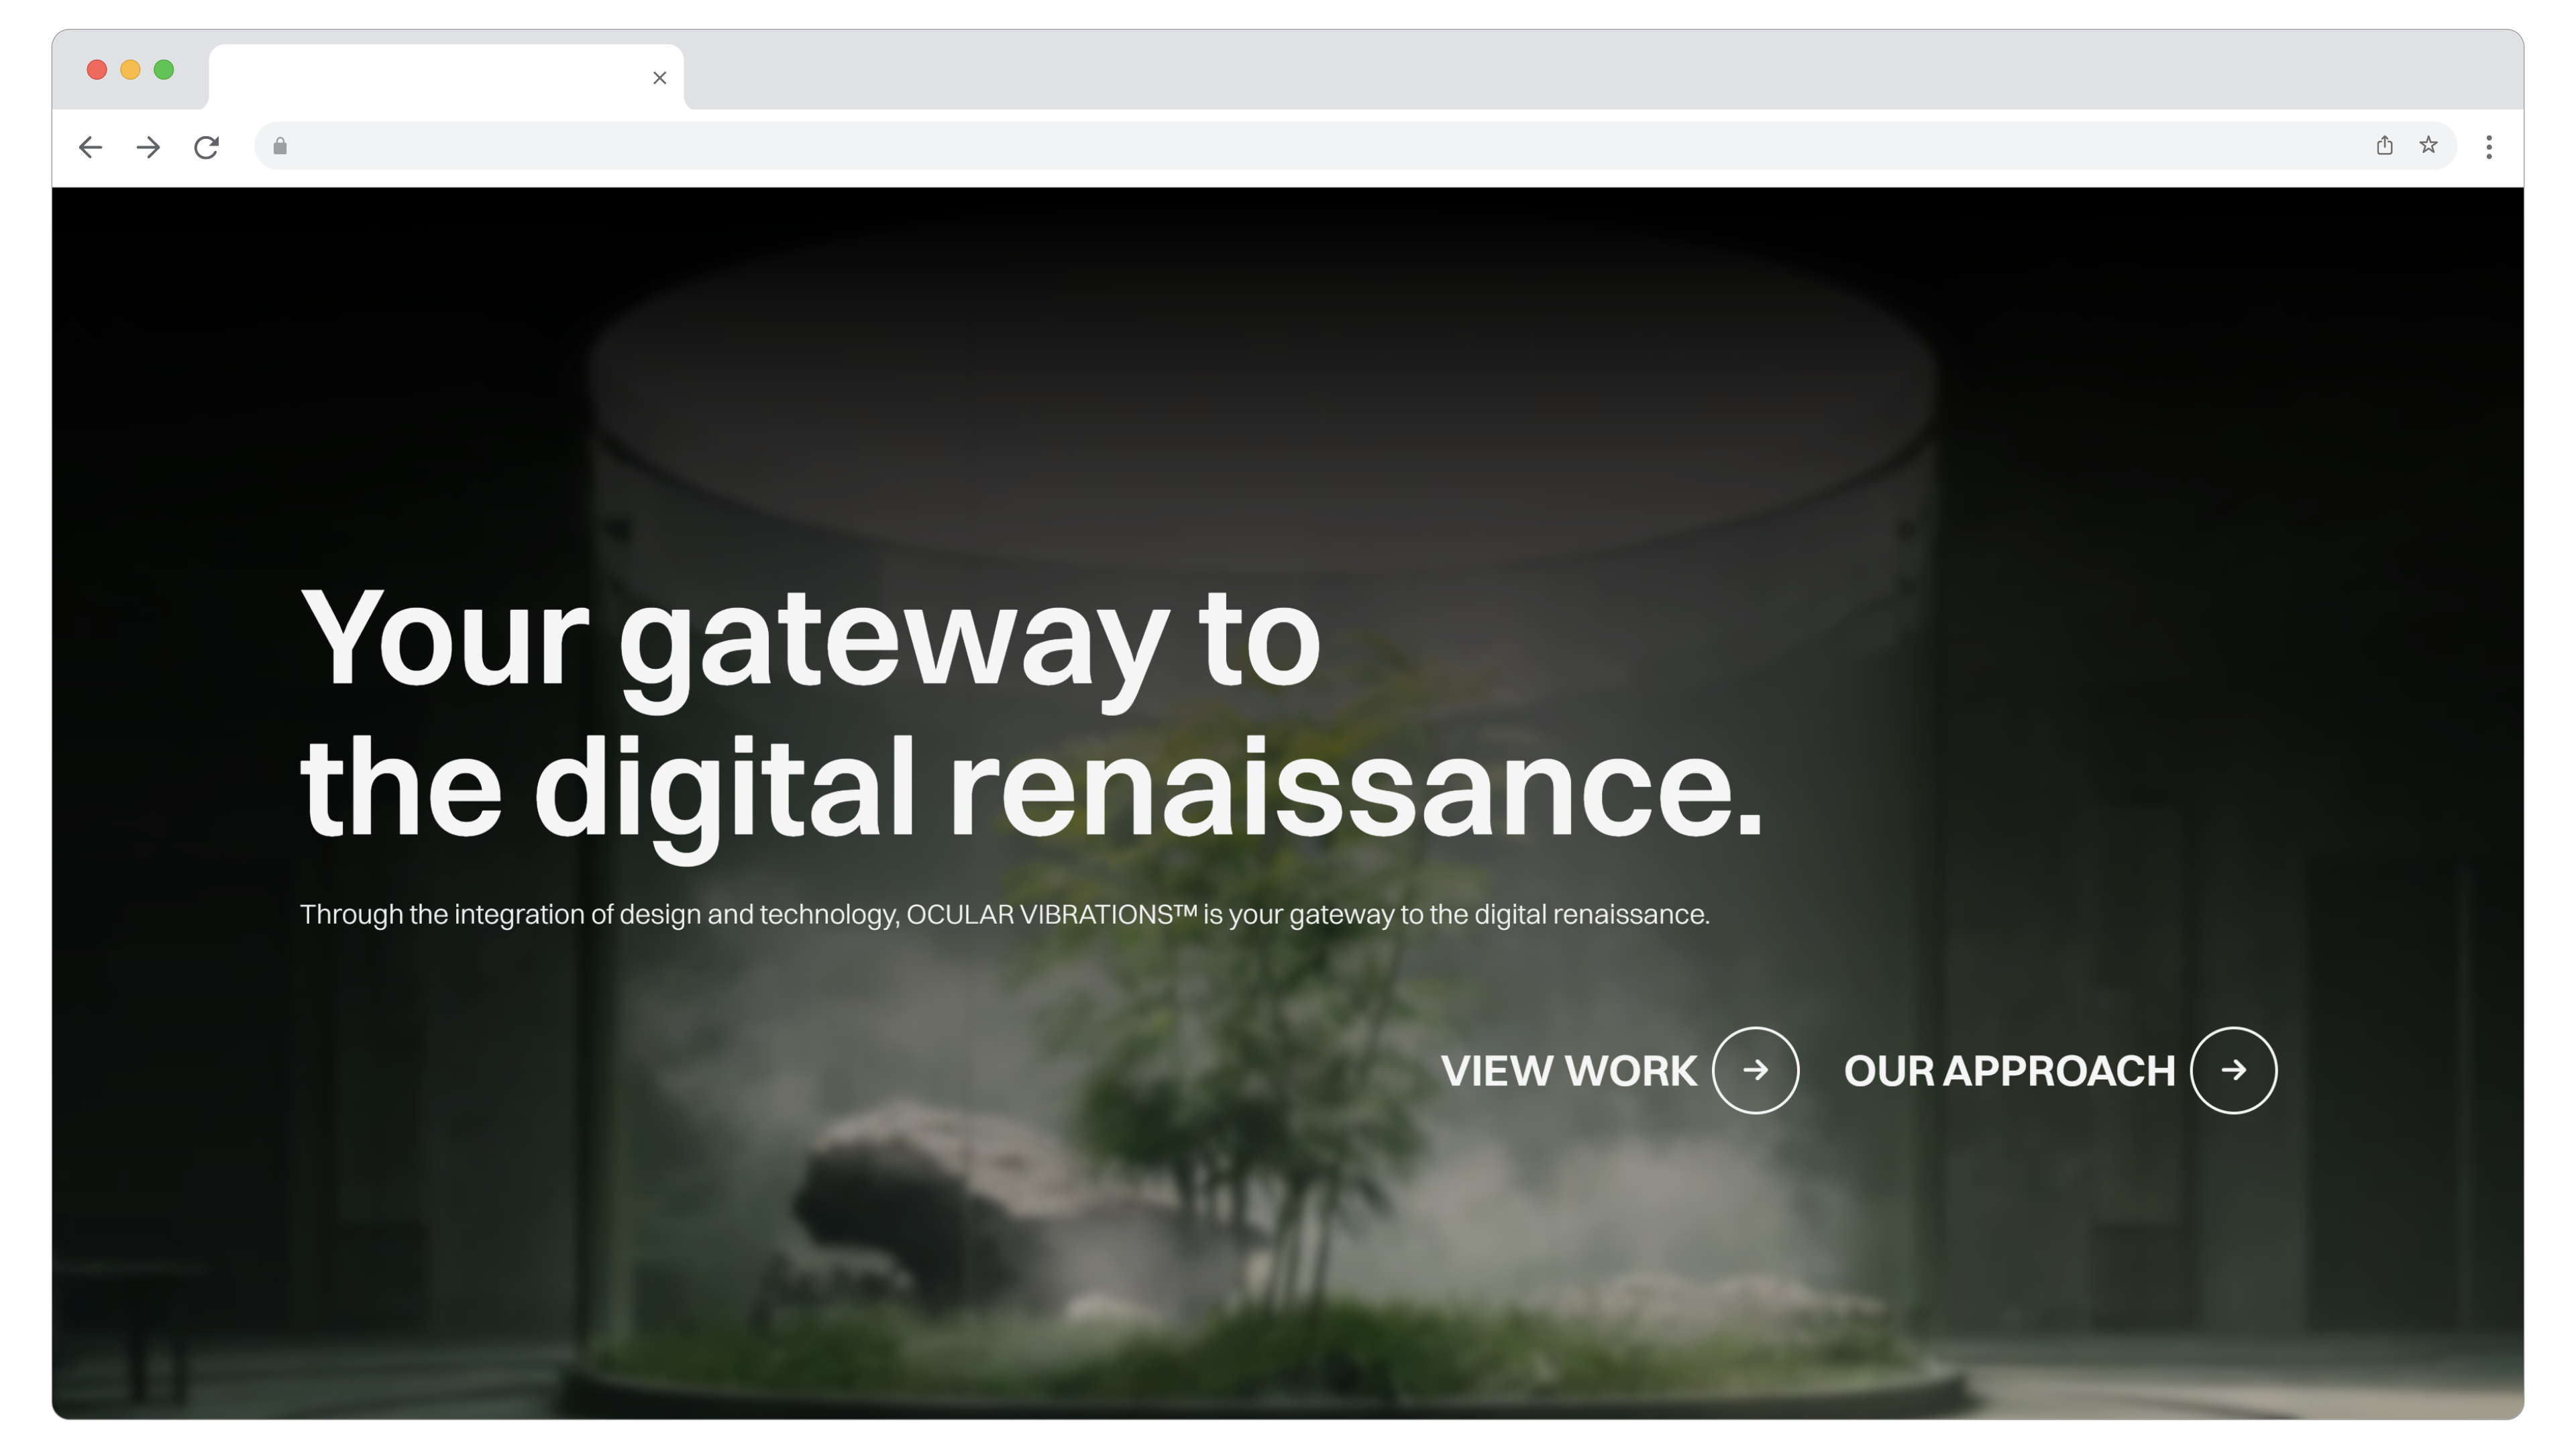 Your gateway to
the digital renaissance.
Through the integration of design and technology, OCULAR VIBRATIONS™ is your gateway to the digital renaissance.
VIEW WORK
OUR APPROACH